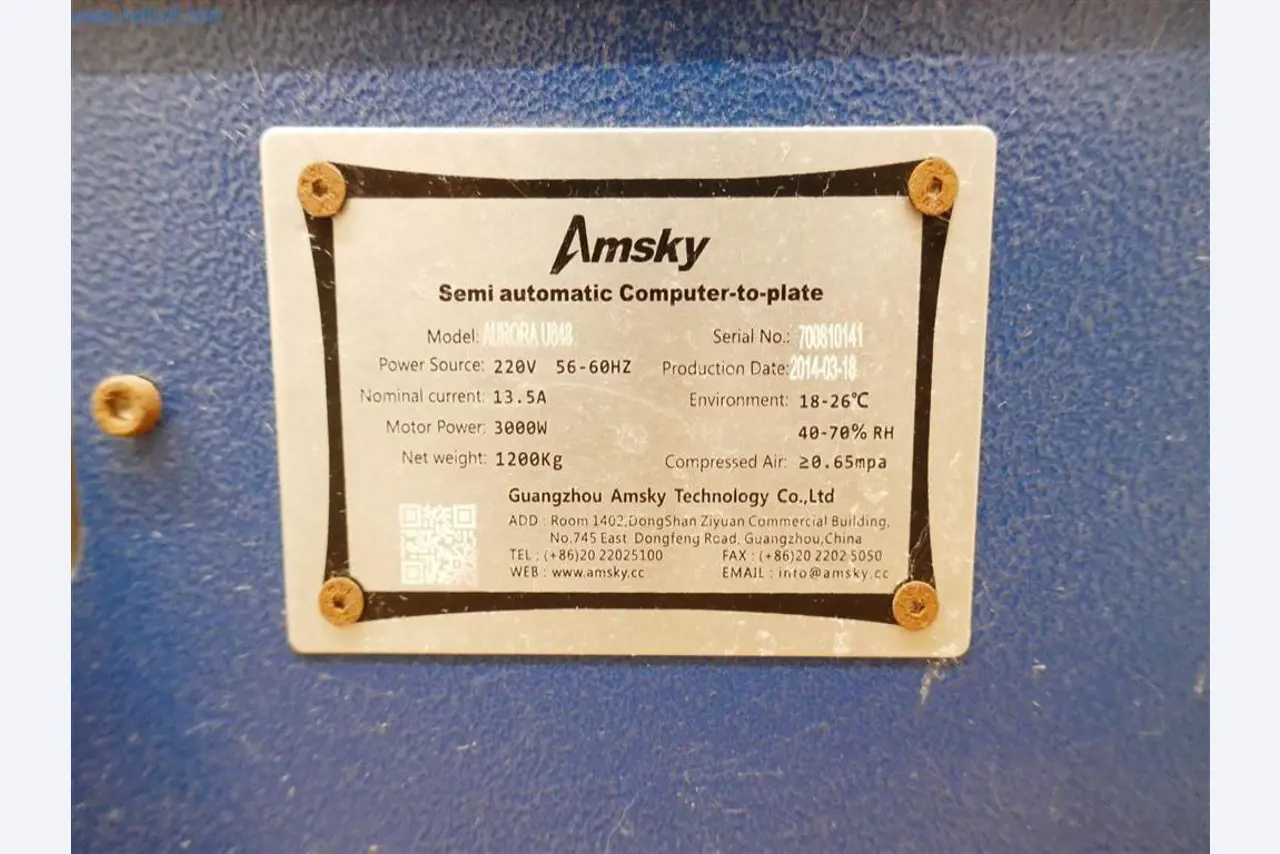 Amsky
Semi automatic Computer-to-plate
Model: AURORA U848
Serial No.: 700810141
Power Source: 220V 56-60HZ
Production Date: 2014-03-18
Nominal current: 13.5A
Environment: 18-26℃
Motor Power: 3000W
40-70% RH
Net weight: 1200Kg
Compressed Air: ≥0.65mpa
Guangzhou Amsky Technology Co.,Ltd
ADD : Room 1402,DongShan Ziyuan Commercial Building,
No.745 East Dongfeng Road, Guangzhou,China
TEL : (+86)20 22025100
FAX : (+86)20 2202 5050
WEB : www.amsky.cc
EMAIL : info@amsky.cc